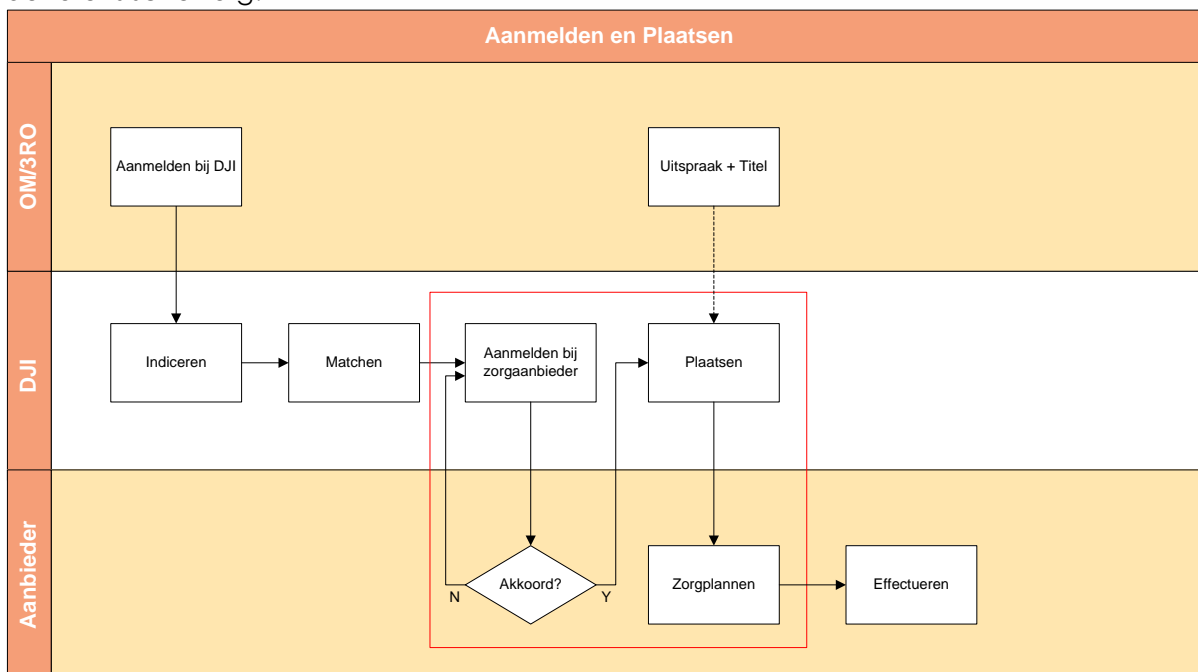 Aanmelden en Plaatsen
OM/3RO
Aanmelden bij DJI
Uitspraak + Titel
DJI
Indiceren
Matchen
Aanmelden bij
zorgaanbieder
Plaatsen
Aanbieder
Akkoord?
N
Y
Zorgplannen
Effectueren